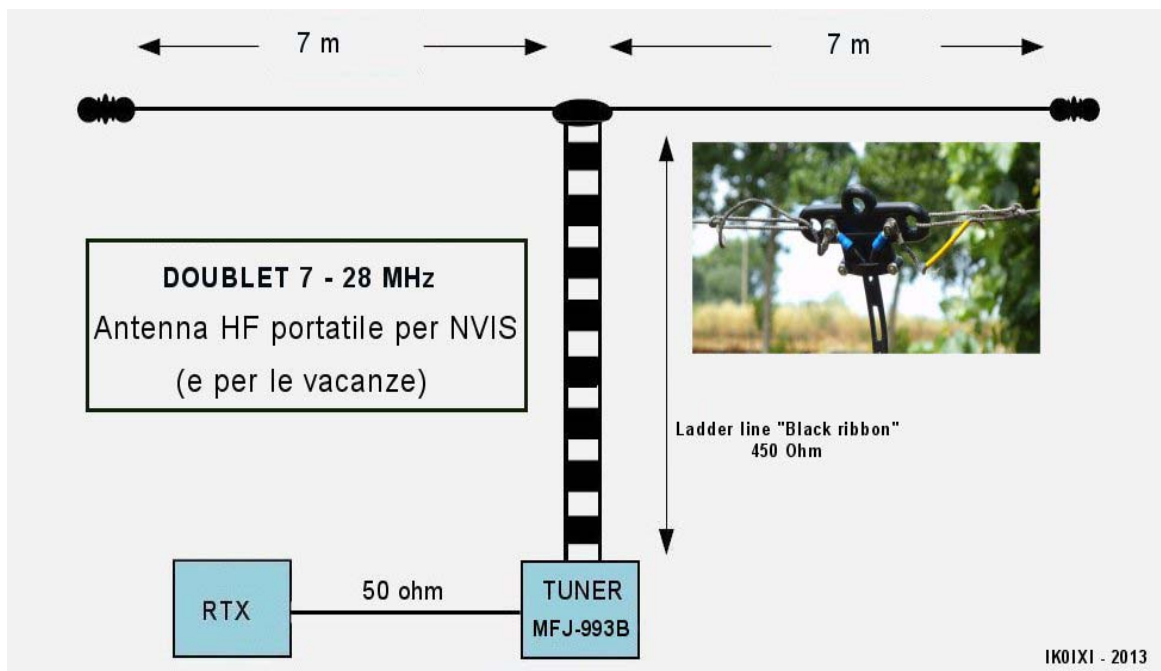 7 m
7 m
DOUBLET 7 - 28 MHz
Antenna HF portatile per NVIS
(e per le vacanze)
Ladder line "Black ribbon"
450 Ohm
RTX
50 ohm
TUNER
MFJ-993B
IK0IXI - 2013